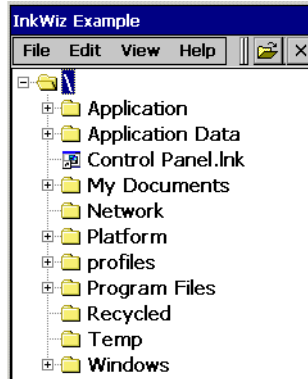 InkWiz Example
File Edit View Help
\
Application
Application Data
Control Panel.lnk
My Documents
Network
Platform
profiles
Program Files
Recycled
Temp
Windows